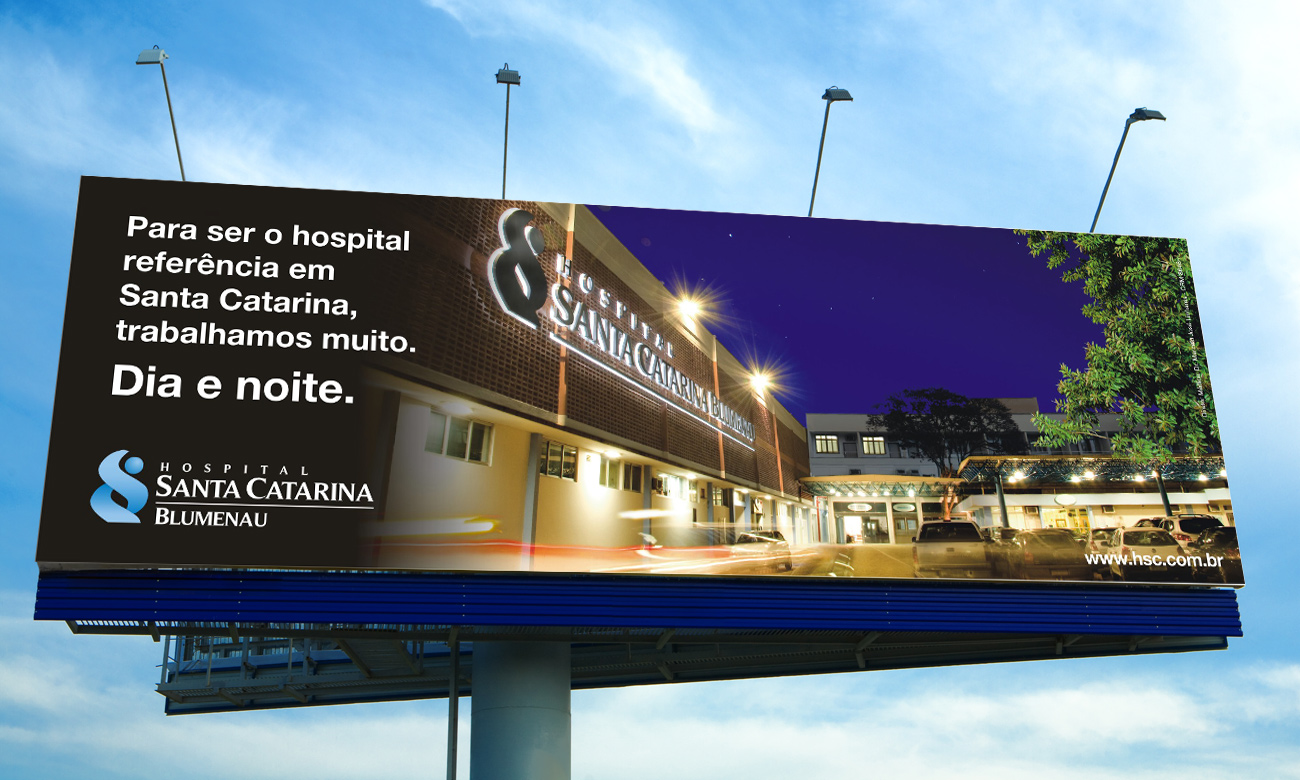 Para ser o hospital
referência em
Santa Catarina,
trabalhamos muito.
Dia e noite.
HOSPITAL
SANTA CATARINA
BLUMENAU
HOSPITAL
SANTA CATARINA BLUMENAU
www.hsc.com.br